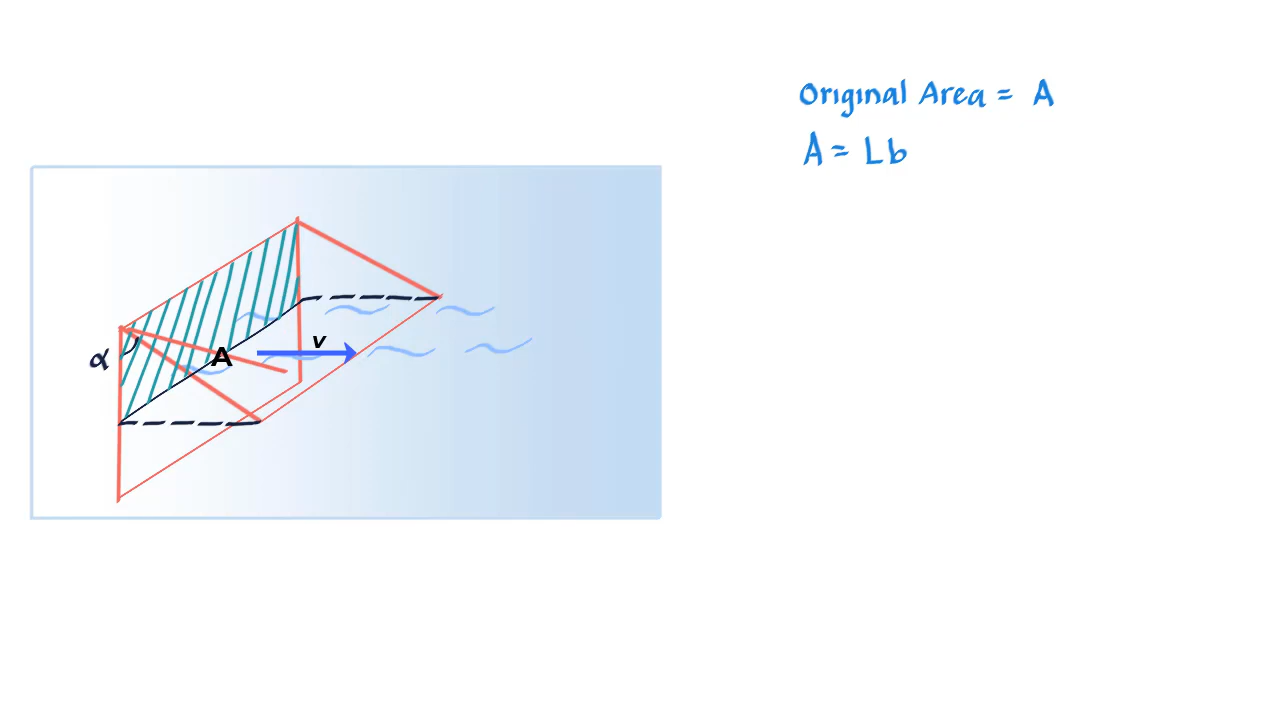 Original Area = A
A = Lb
α
A
v